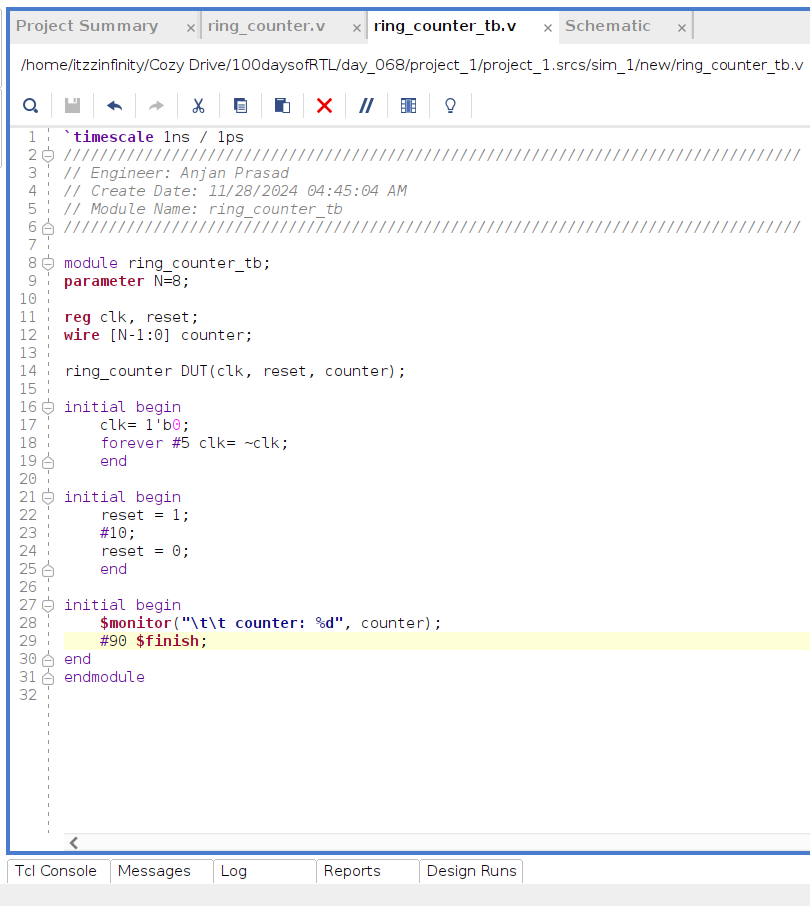 Project Summary × ring_counter.v × ring_counter_tb.v × Schematic ×
/home/itzzinfinity/Cozy Drive/100daysofRTL/day_068/project_1/project_1.srcs/sim_1/new/ring_counter_tb.v
1 `timescale 1ns / 1ps
2 //////////////////////////////////////////////////////////////////////////////////
3 // Engineer: Anjan Prasad
4 // Create Date: 11/28/2024 04:45:04 AM
5 // Module Name: ring_counter_tb
6 //////////////////////////////////////////////////////////////////////////////////
7
8 module ring_counter_tb;
9 parameter N=8;
10
11 reg clk, reset;
12 wire [N-1:0] counter;
13
14 ring_counter DUT(clk, reset, counter);
15
16 initial begin
17     clk= 1'b0;
18     forever #5 clk= ~clk;
19     end
20
21 initial begin
22     reset = 1;
23     #10;
24     reset = 0;
25     end
26
27 initial begin
28     $monitor("\t\t counter: %d", counter);
29     #90 $finish;
30 end
31 endmodule
32
Tcl Console Messages Log Reports Design Runs